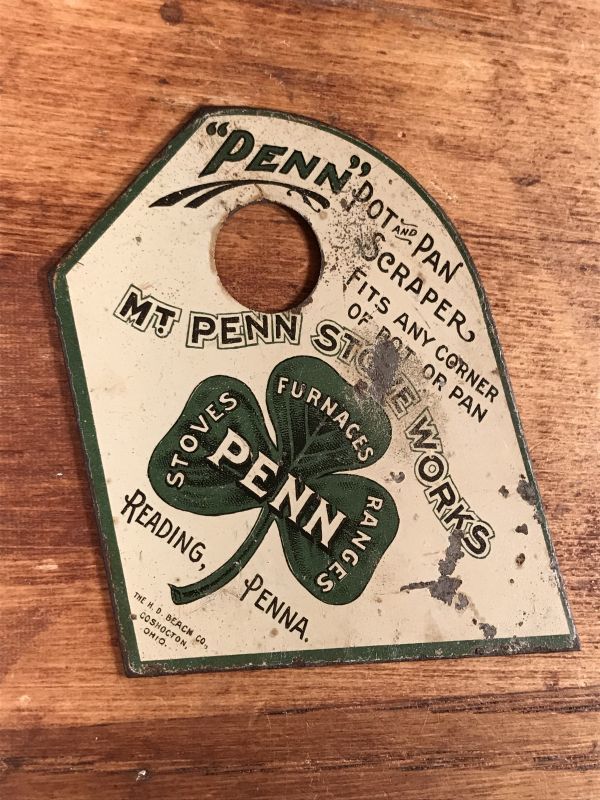 "PENN"
POT AND PAN
SCRAPER
FITS ANY CORNER
OF POT OR PAN
MT. PENN STOVE WORKS
STOVES
FURNACES
RANGES
PENN
READING,
PENNA.
THE H. D. BEACH CO.,
COSHOCTON,
OHIO.